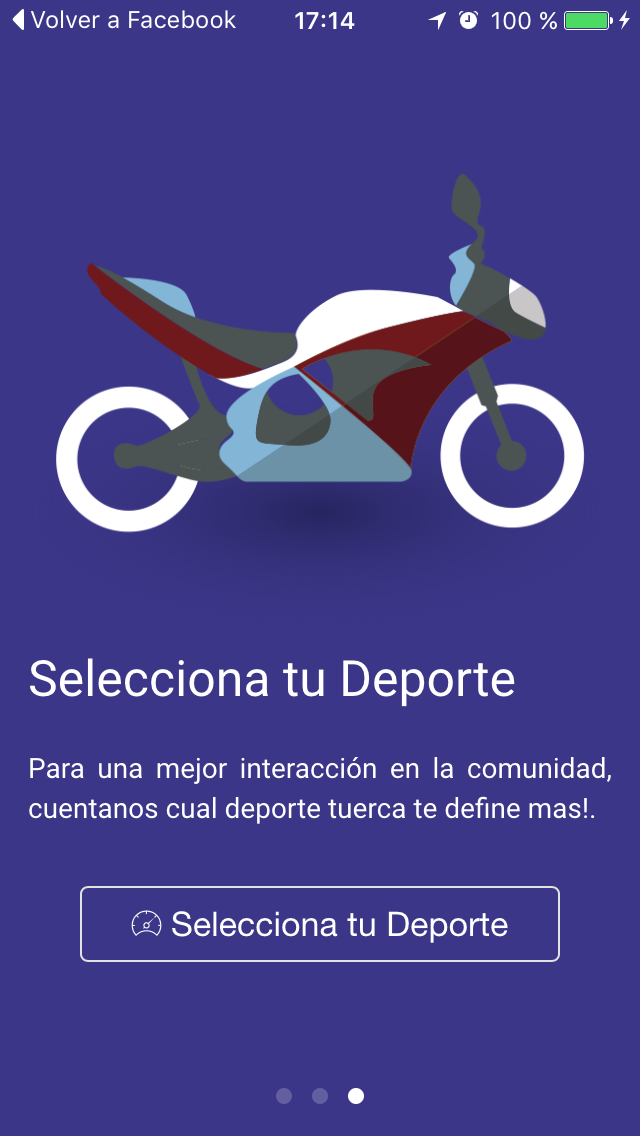 Volver a Facebook 17:14 100 %
Selecciona tu Deporte
Para una mejor interacción en la comunidad,
cuentanos cual deporte tuerca te define mas!.
Selecciona tu Deporte